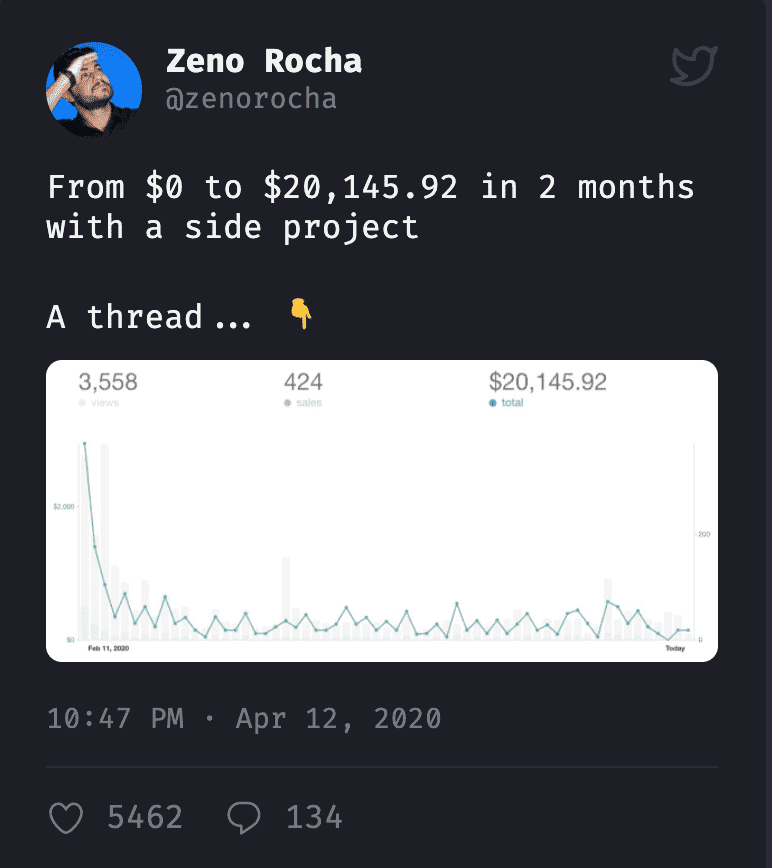 Zeno Rocha
@zenorocha
From $0 to $20,145.92 in 2 months
with a side project
A thread... 👇
3,558 424 $20,145.92
views sales total
$3,000
200
$0 0
Feb 11, 2020 Today
10:47 PM · Apr 12, 2020
5462 134